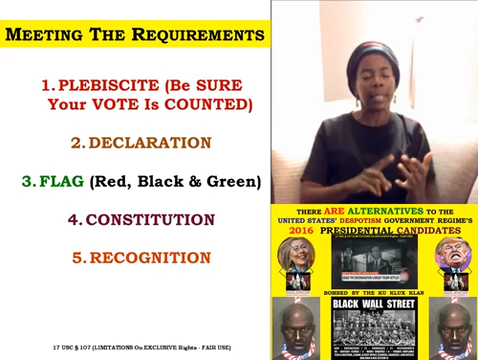 MEETING THE REQUIREMENTS
1. PLEBISCITE (Be SURE
Your VOTE Is COUNTED)
2. DECLARATION
3. FLAG (Red, Black & Green)
4. CONSTITUTION
5. RECOGNITION
17 USC § 107 (LIMITATIONS On EXCLUSIVE Rights - FAIR USE)
THERE ARE ALTERNATIVES TO THE
UNITED STATES' DESPOTISM GOVERNMENT REGIME'S
2016 PRESIDENTIAL CANDIDATES
BOMBED BY THE KU KLUX KLAN
BLACK WALL STREET